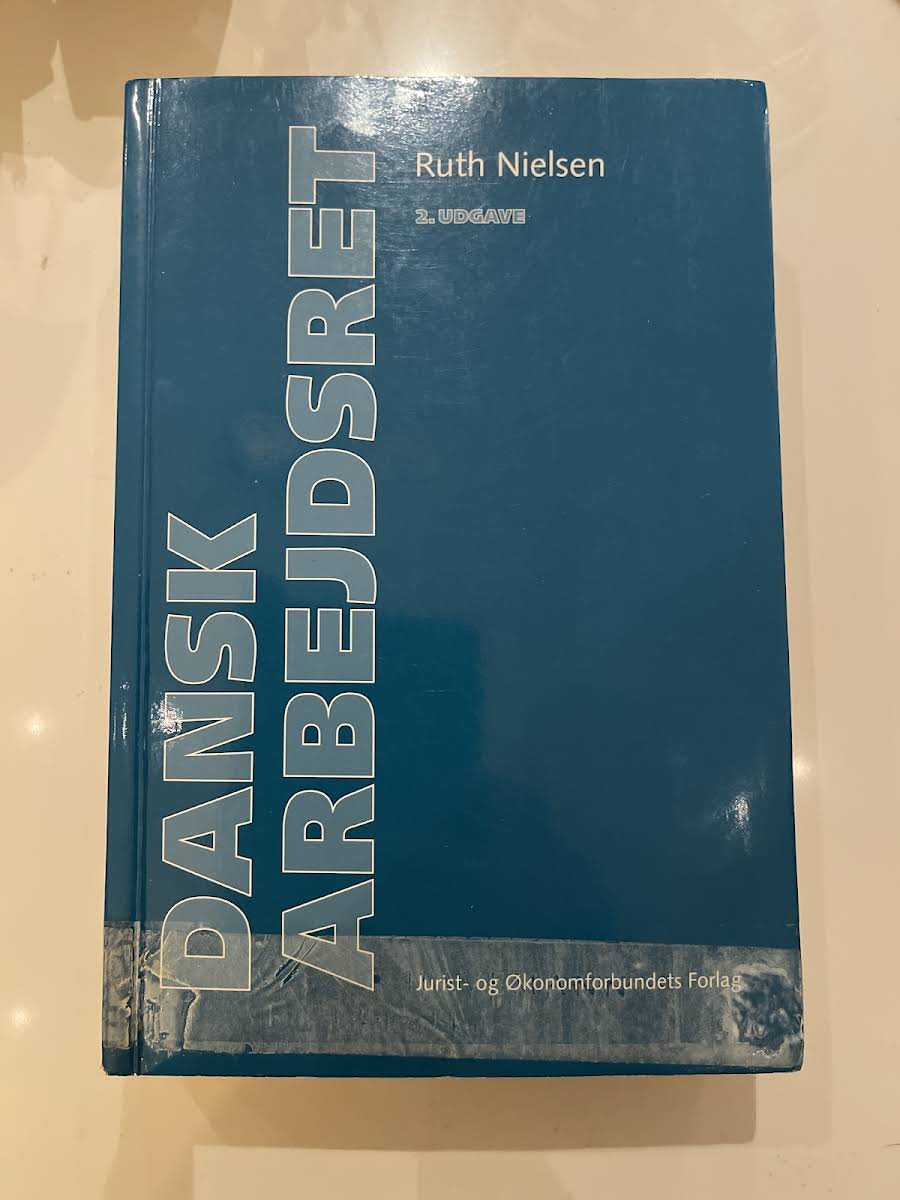 Ruth Nielsen
2. UDGAVE
DANSK
ARBEJDSRET
Jurist- og Økonomforbundets Forlag